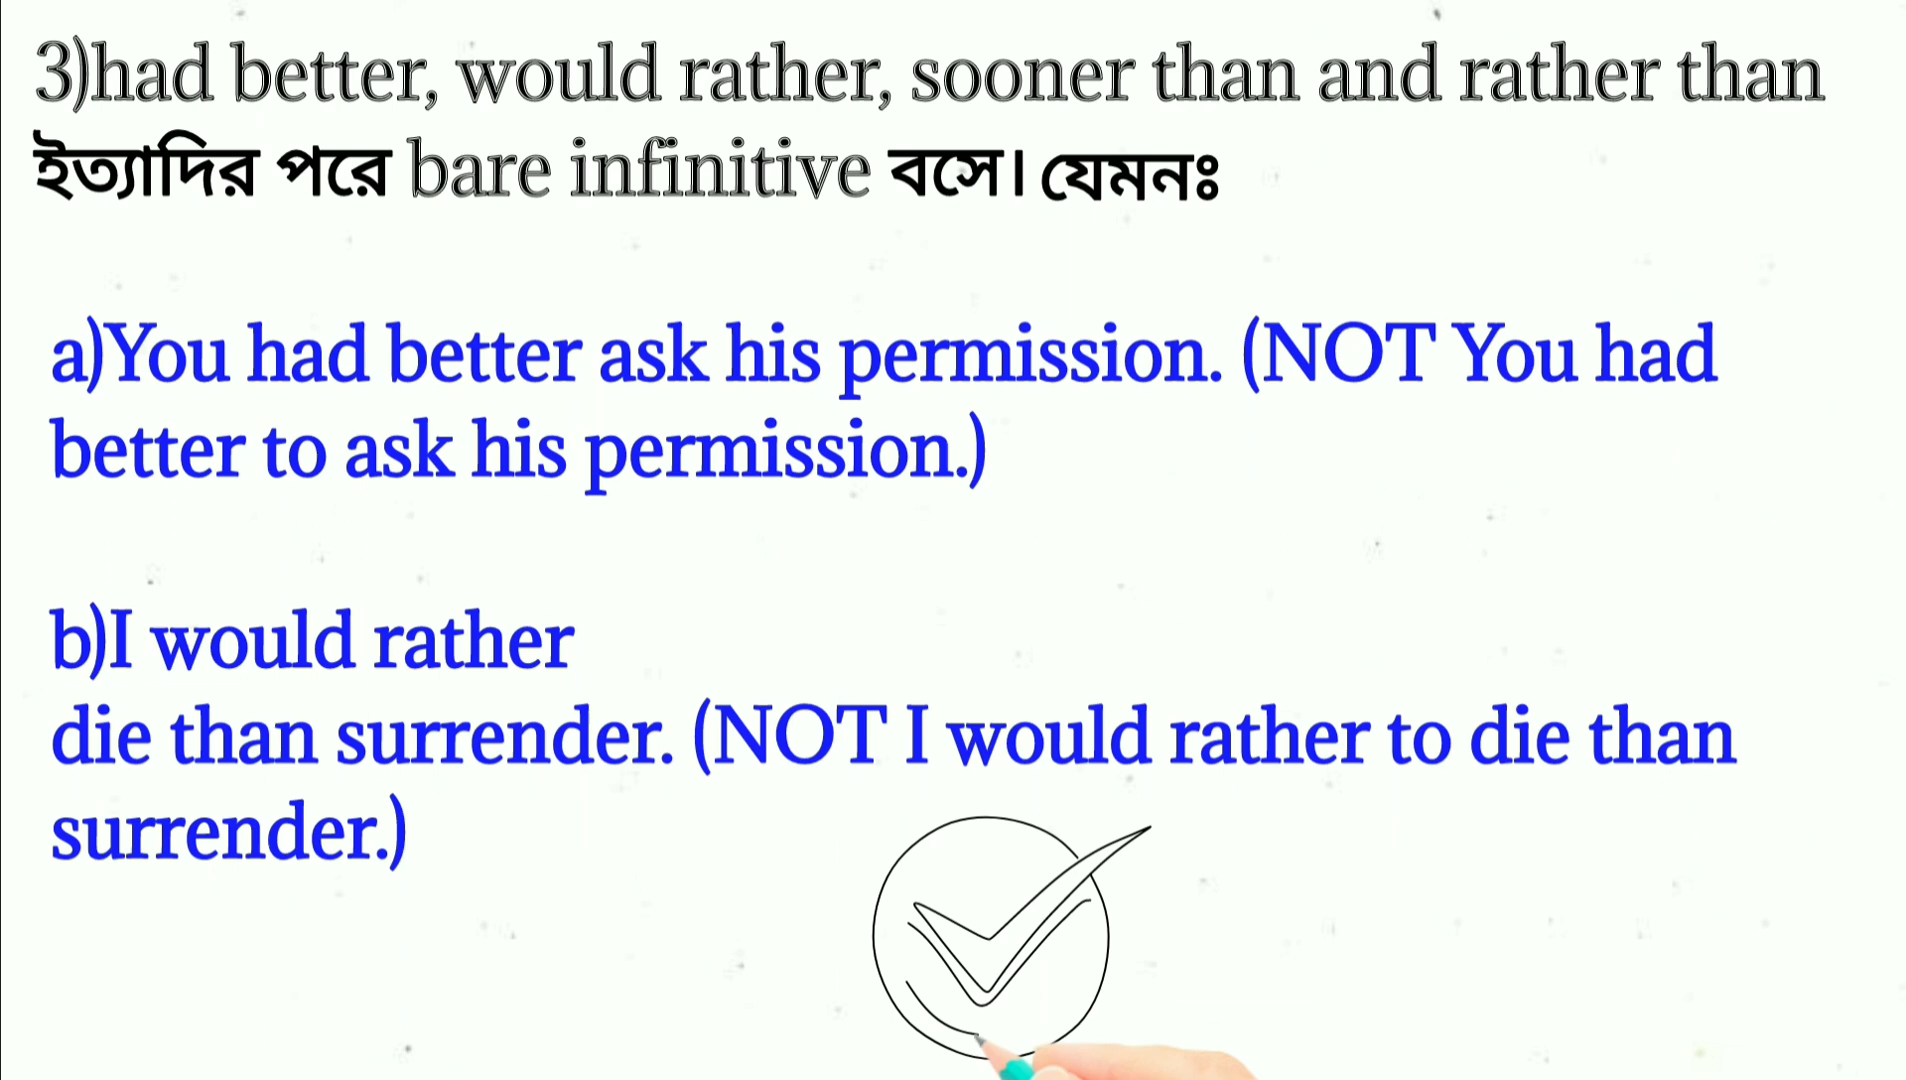 3)had better, would rather, sooner than and rather than
ইত্যাদির পরে bare infinitive বসে। যেমনঃ
a)You had better ask his permission. (NOT You had
better to ask his permission.)
b)I would rather
die than surrender. (NOT I would rather to die than
surrender.)